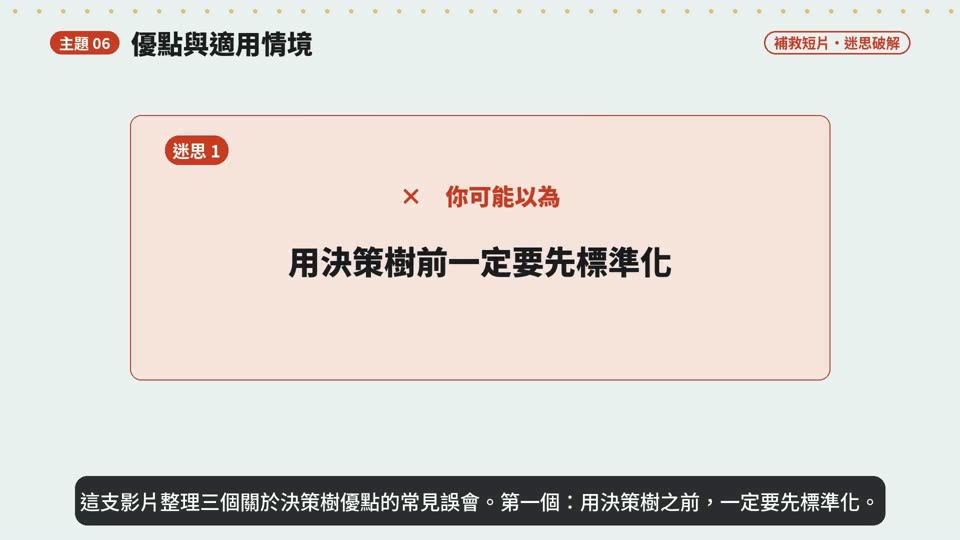 主題 06
優點與適用情境
補救短片・迷思破解
迷思 1
✕ 你可能以為
用決策樹前一定要先標準化
這支影片整理三個關於決策樹優點的常見誤會。第一個：用決策樹之前，一定要先標準化。